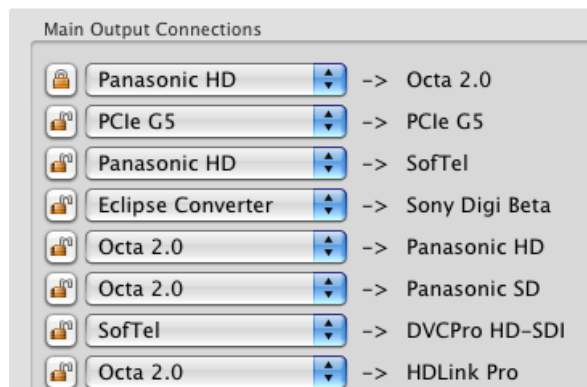 Main Output Connections
Panasonic HD -> Octa 2.0
PCIe G5 -> PCIe G5
Panasonic HD -> SofTel
Eclipse Converter -> Sony Digi Beta
Octa 2.0 -> Panasonic HD
Octa 2.0 -> Panasonic SD
SofTel -> DVCPro HD-SDI
Octa 2.0 -> HDLink Pro